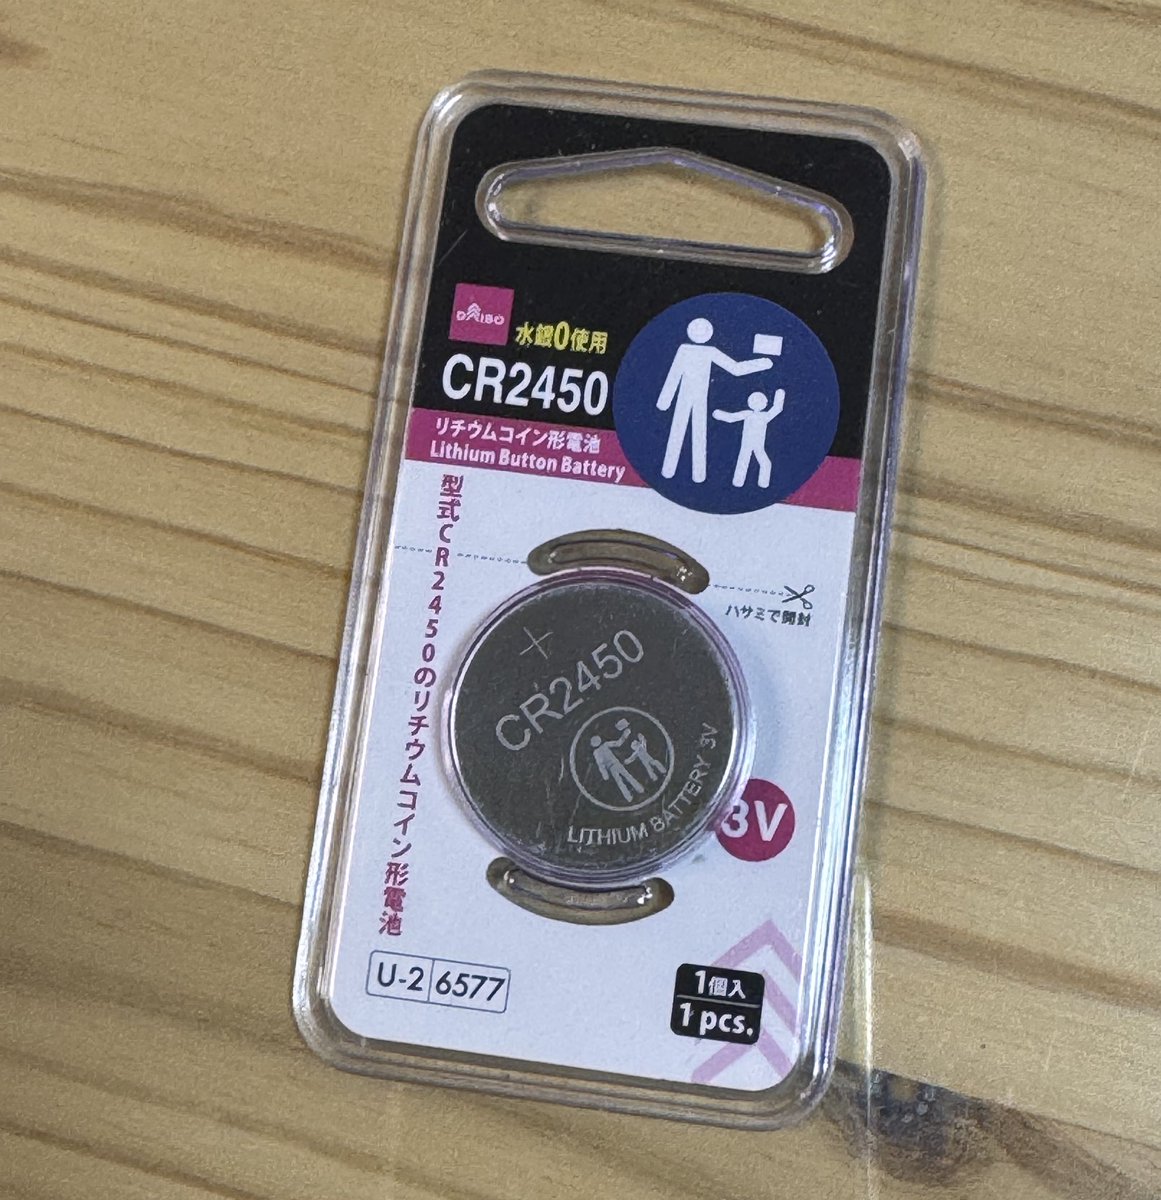 DAISO
水銀0使用
CR2450
リチウムコイン形電池
Lithium Button Battery
型式CR2450のリチウムコイン形電池
ハサミで開封
+
CR2450
LITHIUM BATTERY 3V
3V
U-2 6577
1個入
1 pcs.